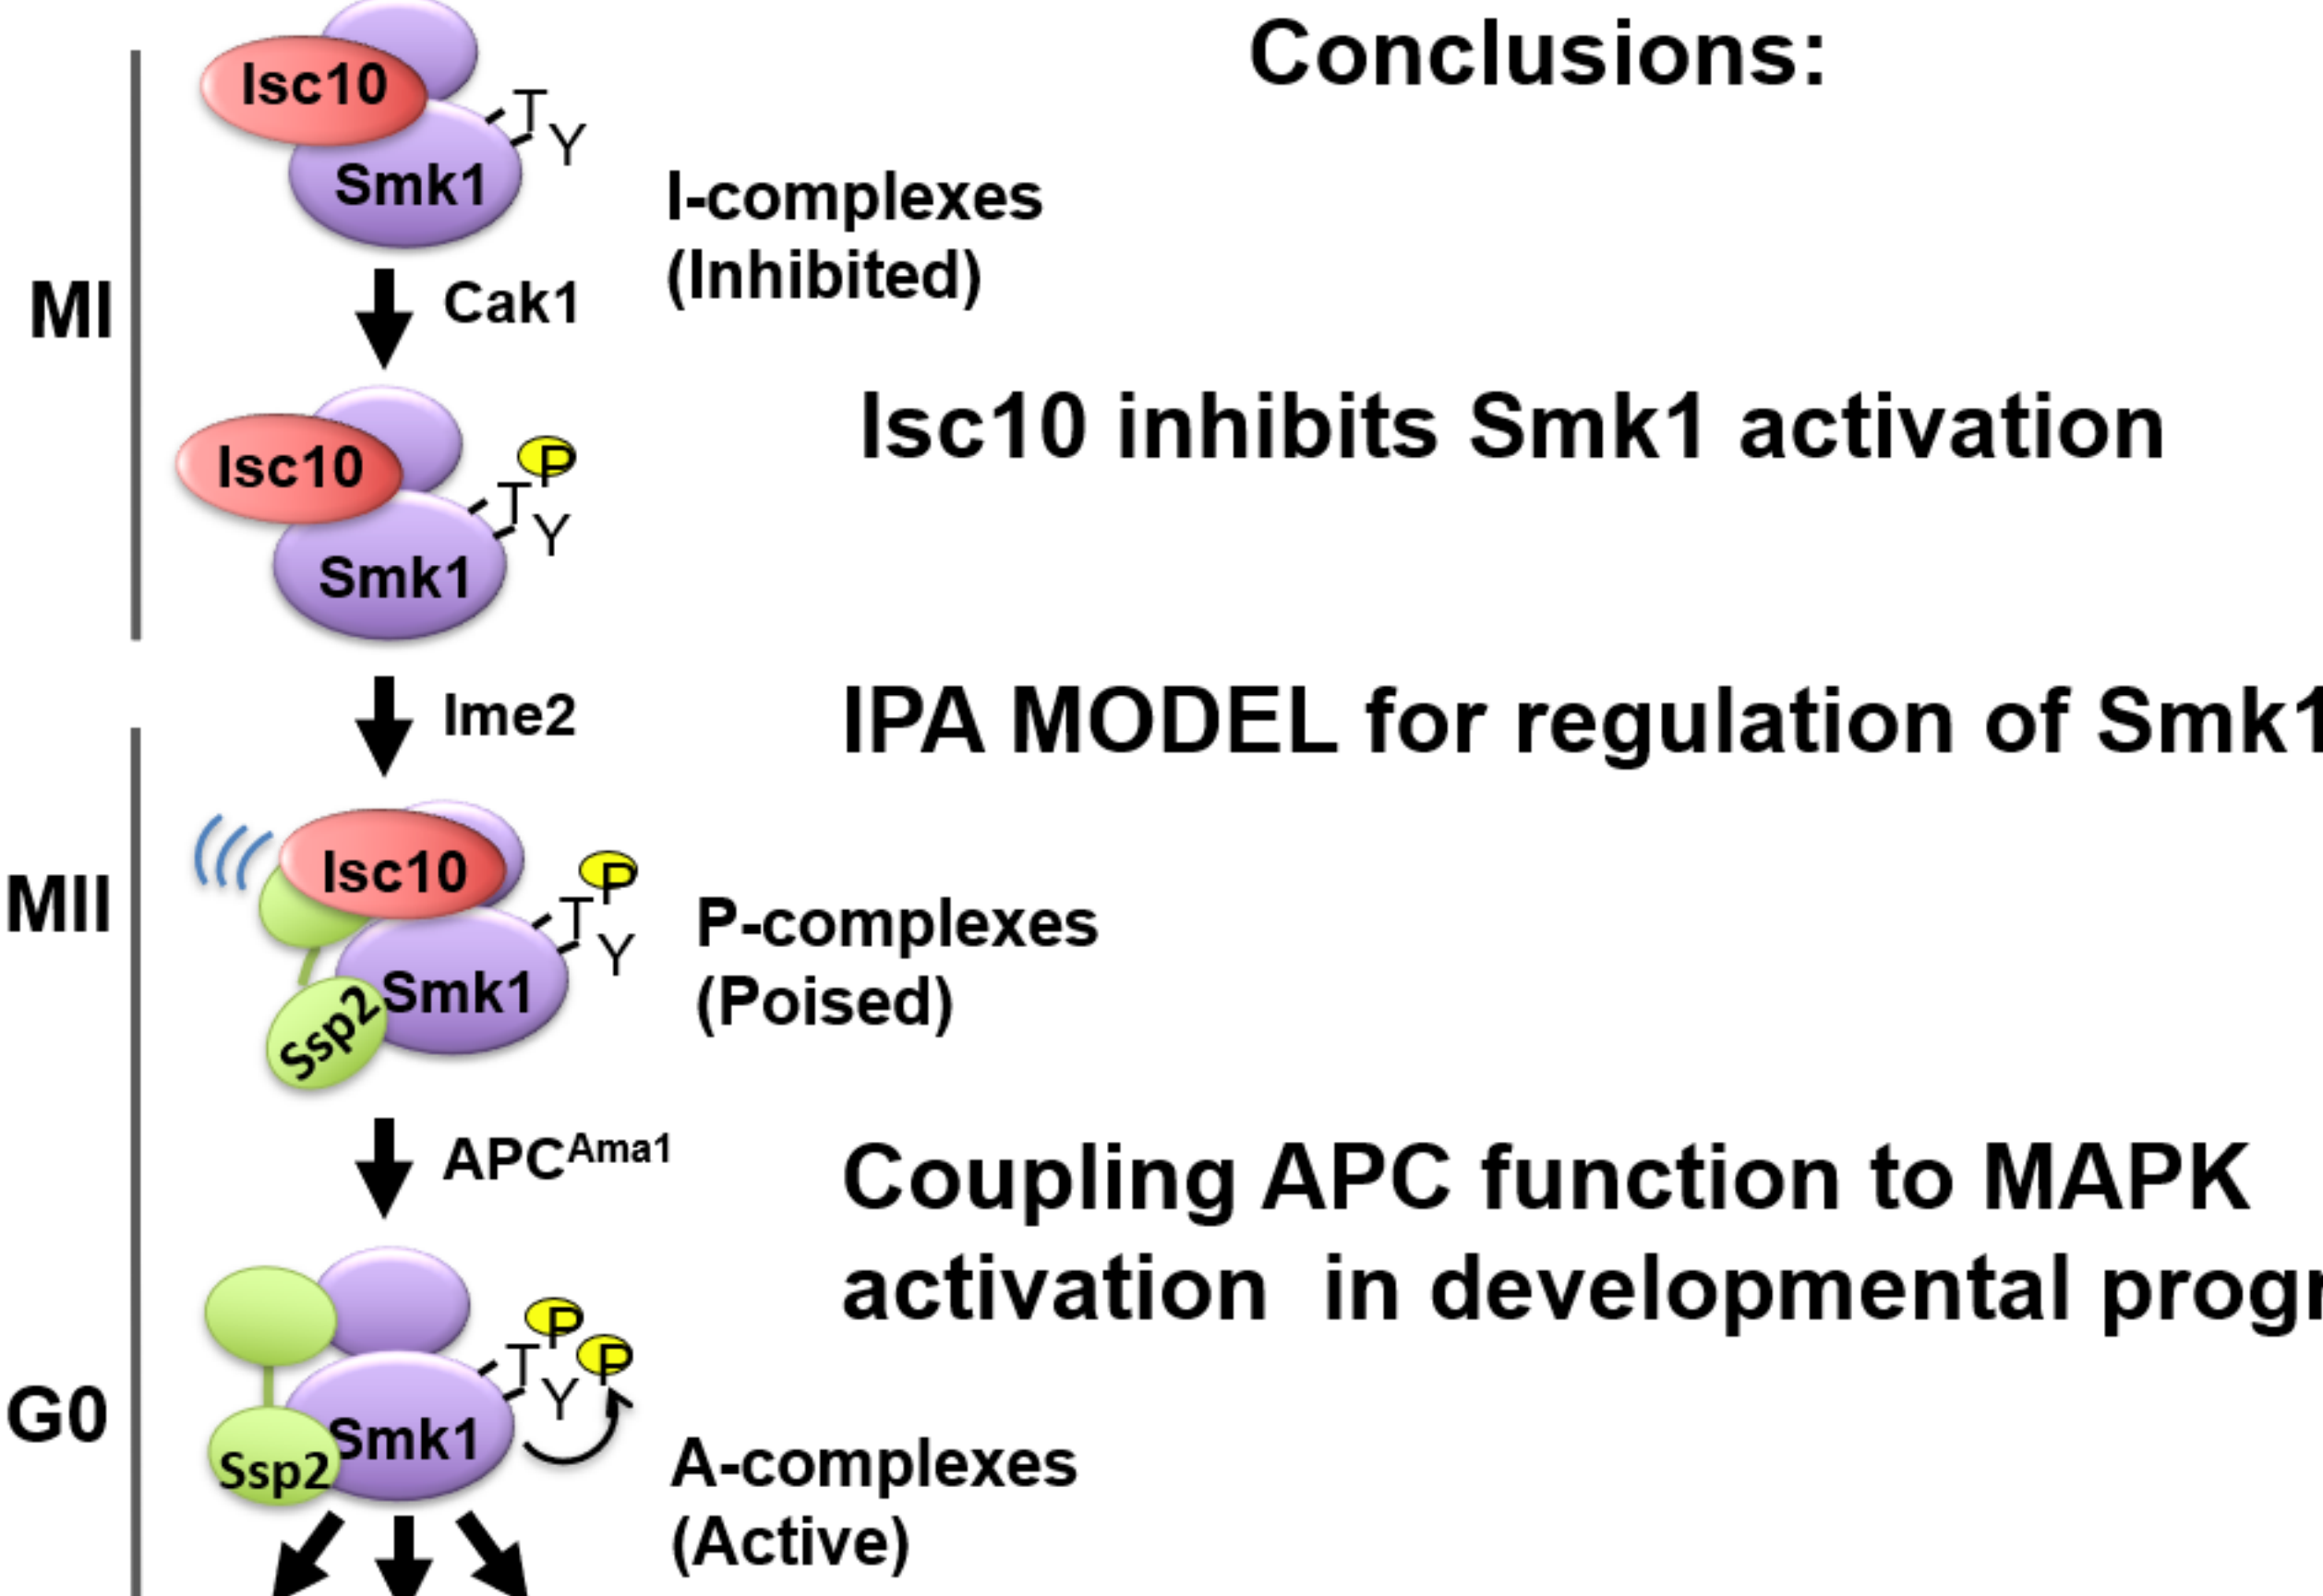 Conclusions:
Isc10
T
Y
Smk1
I-complexes
(Inhibited)
MI
Cak1
Isc10 inhibits Smk1 activation
Isc10
P
T
Y
Smk1
Ime2
IPA MODEL for regulation of Smk1
MII
Isc10
P
T
Y
Smk1
Ssp2
P-complexes
(Poised)
APCAma1
Coupling APC function to MAPK
activation in developmental progr
G0
P
P
T
Y
Smk1
Ssp2
A-complexes
(Active)